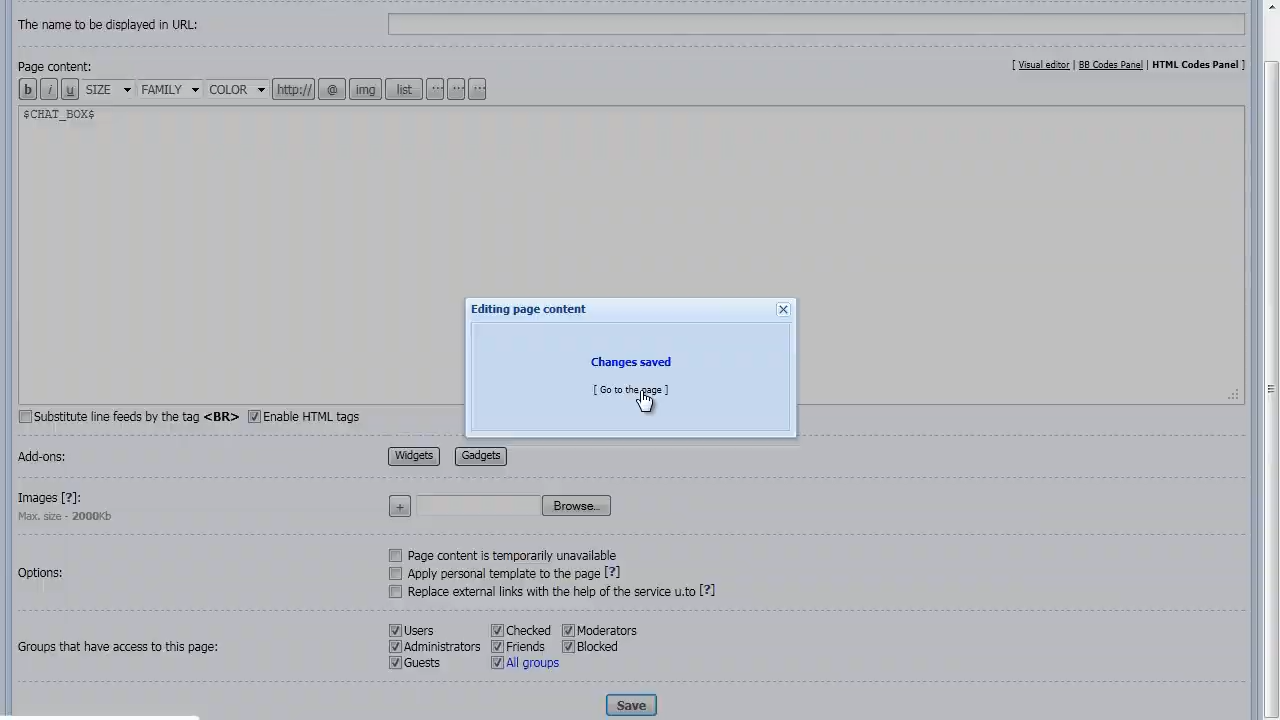 The name to be displayed in URL:
Page content:
[ Visual editor | BB Codes Panel | HTML Codes Panel ]
b i u SIZE FAMILY COLOR http:// @ img list ... ... ...
$CHAT_BOX$
Editing page content
Changes saved
[ Go to the page ]
Substitute line feeds by the tag <BR> Enable HTML tags
Add-ons: Widgets Gadgets
Images [?]: + Browse...
Max. size - 2000Kb
Options:
Page content is temporarily unavailable
Apply personal template to the page [?]
Replace external links with the help of the service u.to [?]
Groups that have access to this page:
Users Checked Moderators
Administrators Friends Blocked
Guests All groups
Save